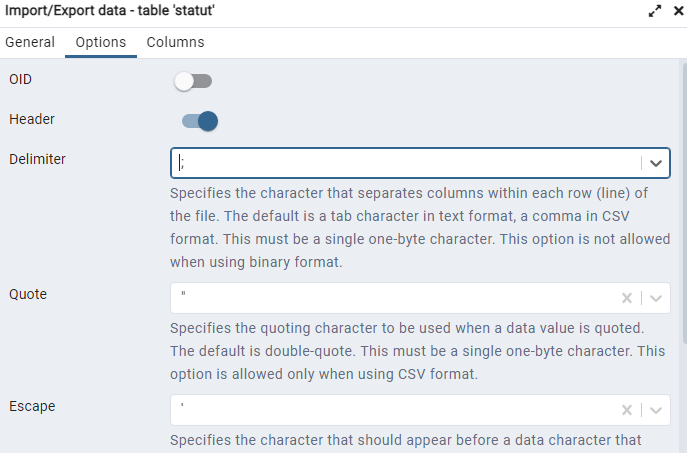 Import/Export data - table 'statut'
General Options Columns
OID
Header
Delimiter
;
Specifies the character that separates columns within each row (line) of
the file. The default is a tab character in text format, a comma in CSV
format. This must be a single one-byte character. This option is not allowed
when using binary format.
Quote
"
Specifies the quoting character to be used when a data value is quoted.
The default is double-quote. This must be a single one-byte character. This
option is allowed only when using CSV format.
Escape
'
Specifies the character that should appear before a data character that